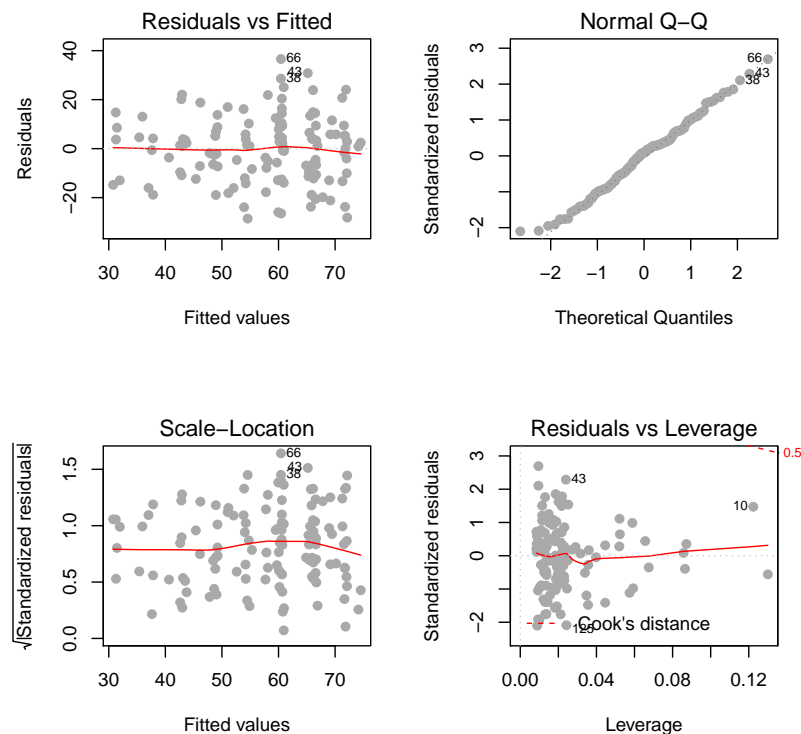 Residuals vs Fitted
Residuals
40
20
0
−20
66
43
38
30 40 50 60 70
Fitted values
Normal Q−Q
Standardized residuals
3
2
1
0
−2
66
43
38
−2 −1 0 1 2
Theoretical Quantiles
Scale−Location
√|Standardized residuals|
1.5
1.0
0.5
0.0
66
43
38
30 40 50 60 70
Fitted values
Residuals vs Leverage
Standardized residuals
3
2
1
0
−2
0.5
43
10
125
Cook's distance
0.00 0.04 0.08 0.12
Leverage